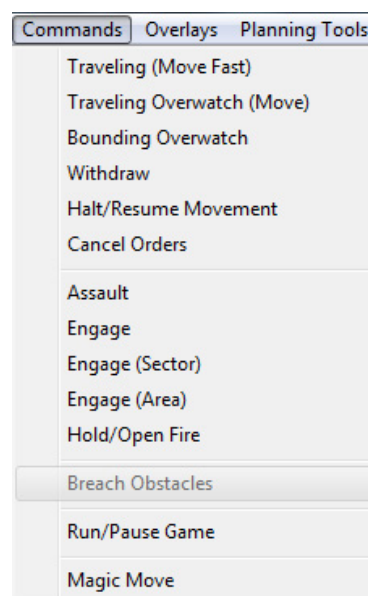 Commands Overlays Planning Tools
Traveling (Move Fast)
Traveling Overwatch (Move)
Bounding Overwatch
Withdraw
Halt/Resume Movement
Cancel Orders
Assault
Engage
Engage (Sector)
Engage (Area)
Hold/Open Fire
Breach Obstacles
Run/Pause Game
Magic Move